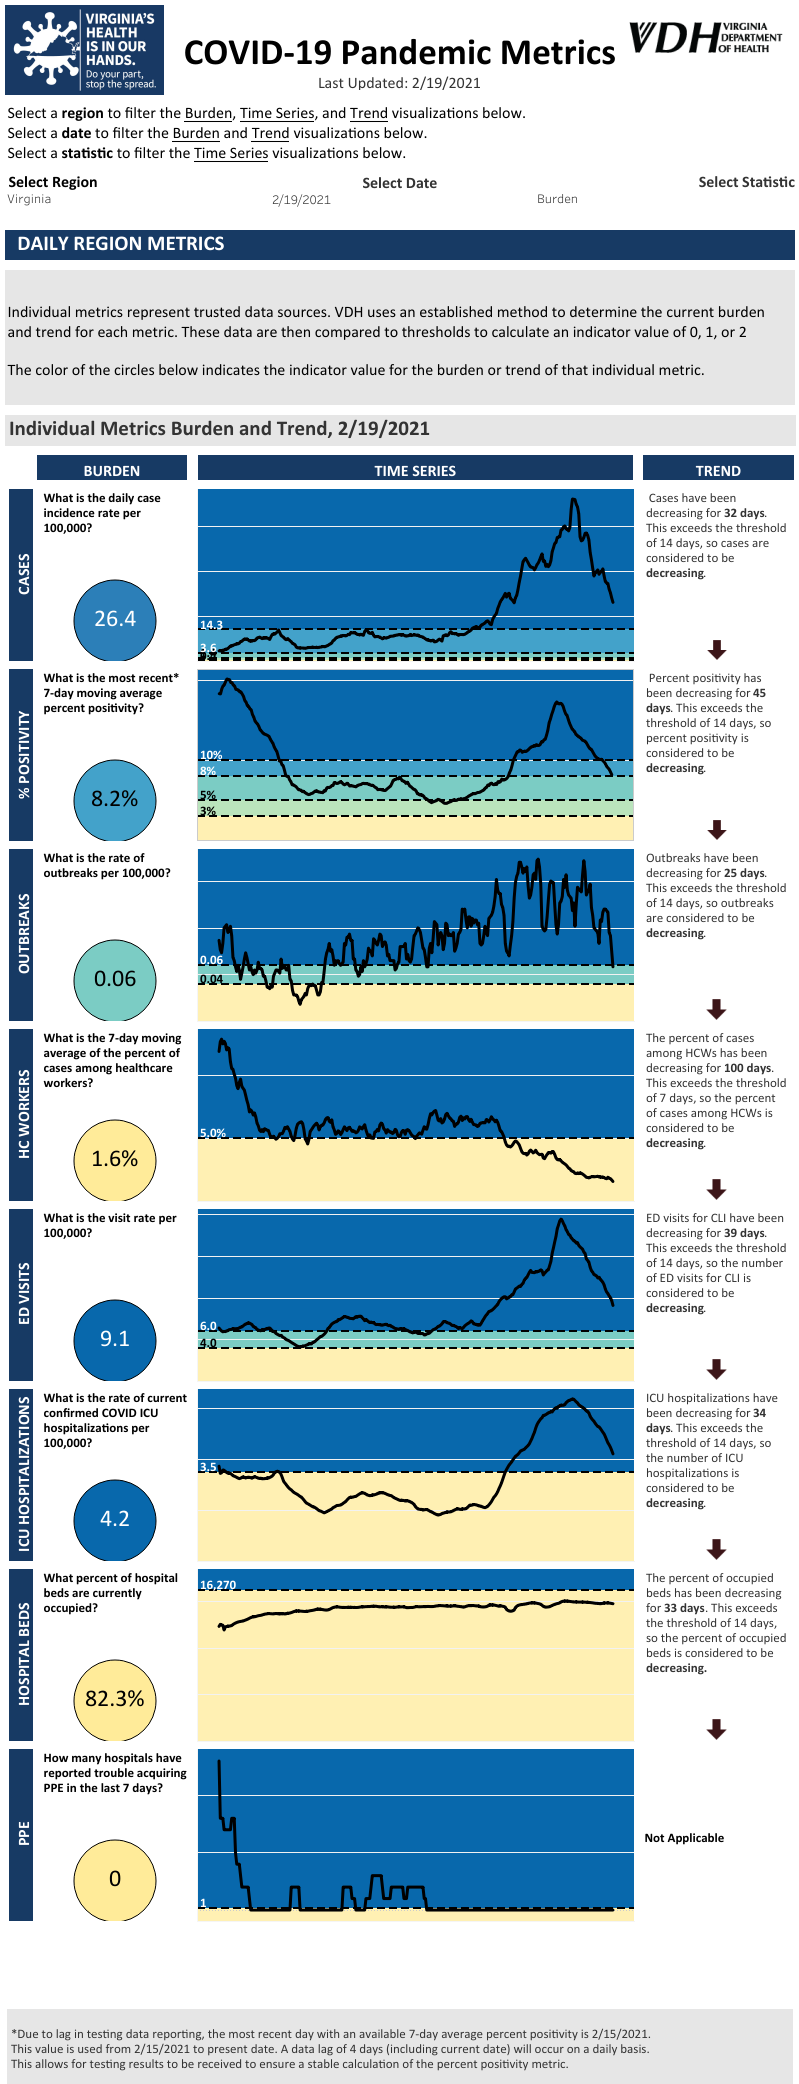 VIRGINIA'S
HEALTH
IS IN OUR
HANDS.
Do your part,
stop the spread.
COVID-19 Pandemic Metrics
Last Updated: 2/19/2021
VDH VIRGINIA
DEPARTMENT
OF HEALTH
Select a region to filter the Burden, Time Series, and Trend visualizations below.
Select a date to filter the Burden and Trend visualizations below.
Select a statistic to filter the Time Series visualizations below.
Select Region
Virginia
Select Date
2/19/2021
Select Statistic
Burden
DAILY REGION METRICS
Individual metrics represent trusted data sources. VDH uses an established method to determine the current burden
and trend for each metric. These data are then compared to thresholds to calculate an indicator value of 0, 1, or 2
The color of the circles below indicates the indicator value for the burden or trend of that individual metric.
Individual Metrics Burden and Trend, 2/19/2021
BURDEN
TIME SERIES
TREND
CASES
What is the daily case
incidence rate per
100,000?
26.4
14.3
3.6
Cases have been
decreasing for 32 days.
This exceeds the threshold
of 14 days, so cases are
considered to be
decreasing.
% POSITIVITY
What is the most recent*
7-day moving average
percent positivity?
8.2%
10%
8%
5%
3%
Percent positivity has
been decreasing for 45
days. This exceeds the
threshold of 14 days, so
percent positivity is
considered to be
decreasing.
OUTBREAKS
What is the rate of
outbreaks per 100,000?
0.06
0.06
0.04
Outbreaks have been
decreasing for 25 days.
This exceeds the threshold
of 14 days, so outbreaks
are considered to be
decreasing.
HC WORKERS
What is the 7-day moving
average of the percent of
cases among healthcare
workers?
1.6%
5.0%
The percent of cases
among HCWs has been
decreasing for 100 days.
This exceeds the threshold
of 7 days, so the percent
of cases among HCWs is
considered to be
decreasing.
ED VISITS
What is the visit rate per
100,000?
9.1
6.0
4.0
ED visits for CLI have been
decreasing for 39 days.
This exceeds the threshold
of 14 days, so the number
of ED visits for CLI is
considered to be
decreasing.
ICU HOSPITALIZATIONS
What is the rate of current
confirmed COVID ICU
hospitalizations per
100,000?
4.2
3.5
ICU hospitalizations have
been decreasing for 34
days. This exceeds the
threshold of 14 days, so
the number of ICU
hospitalizations is
considered to be
decreasing.
HOSPITAL BEDS
What percent of hospital
beds are currently
occupied?
82.3%
16,270
The percent of occupied
beds has been decreasing
for 33 days. This exceeds
the threshold of 14 days,
so the percent of occupied
beds is considered to be
decreasing.
PPE
How many hospitals have
reported trouble acquiring
PPE in the last 7 days?
0
1
Not Applicable
*Due to lag in testing data reporting, the most recent day with an available 7-day average percent positivity is 2/15/2021.
This value is used from 2/15/2021 to present date. A data lag of 4 days (including current date) will occur on a daily basis.
This allows for testing results to be received to ensure a stable calculation of the percent positivity metric.